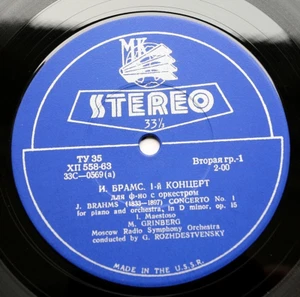 МК
STEREO
33⅓
ТУ 35
ХП 558-63
33С—0569(а)
Вторая гр.-1
2-00
И. БРАМС. 1-й КОНЦЕРТ
для ф-но с оркестром
J. BRAHMS (1833—1897) CONCERTO No. 1
for piano and orchestra, in D minor, op. 15
I. Maestoso
M. GRINBERG
Moscow Radio Symphony Orchestra
conducted by G. ROZHDESTVENSKY
MADE IN THE U.S.S.R.